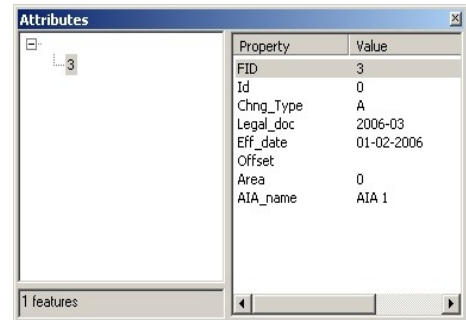 Attributes
3
Property Value
FID 3
Id 0
Chng_Type A
Legal_doc 2006-03
Eff_date 01-02-2006
Offset
Area 0
AIA_name AIA 1
1 features